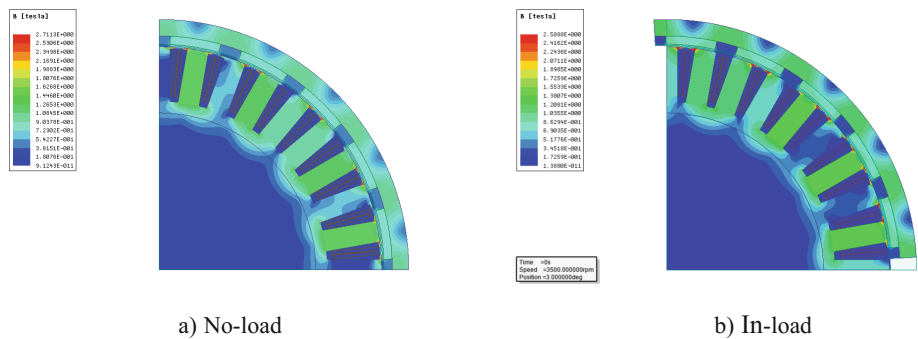 B [tesla]
2.7113E+000
2.5306E+000
2.3498E+000
2.1691E+000
1.9883E+000
1.8076E+000
1.6268E+000
1.4460E+000
1.2653E+000
1.0845E+000
9.0378E-001
7.2302E-001
5.4227E-001
3.6151E-001
1.8076E-001
9.1243E-011
B [tesla]
2.5888E+000
2.4162E+000
2.2436E+000
2.0711E+000
1.8985E+000
1.7259E+000
1.5533E+000
1.3807E+000
1.2081E+000
1.0355E+000
8.6294E-001
6.9035E-001
5.1776E-001
3.4518E-001
1.7259E-001
Time =0s
Speed =3500.000000rpm
Position =3.000000deg
a) No-load
b) In-load